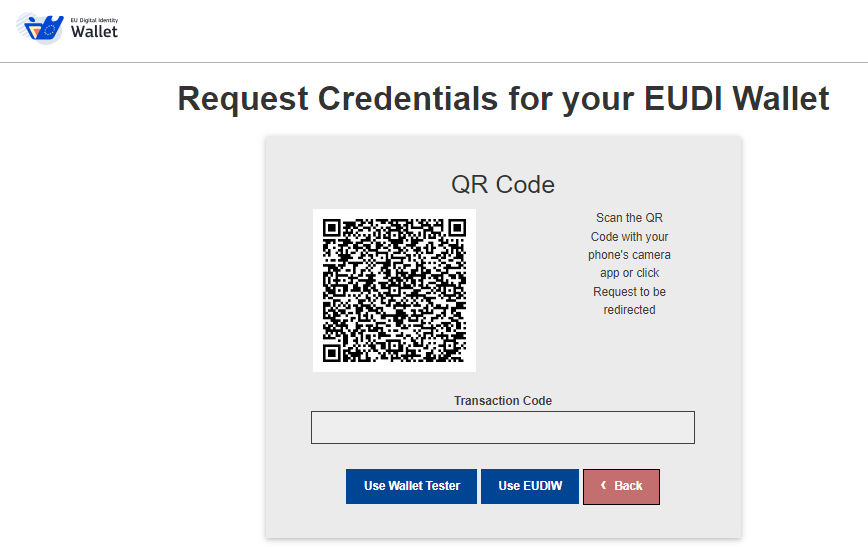 EU Digital Identity
Wallet
Request Credentials for your EUDI Wallet
QR Code
Scan the QR
Code with your
phone's camera
app or click
Request to be
redirected
Transaction Code
Use Wallet Tester
Use EUDIW
‹ Back